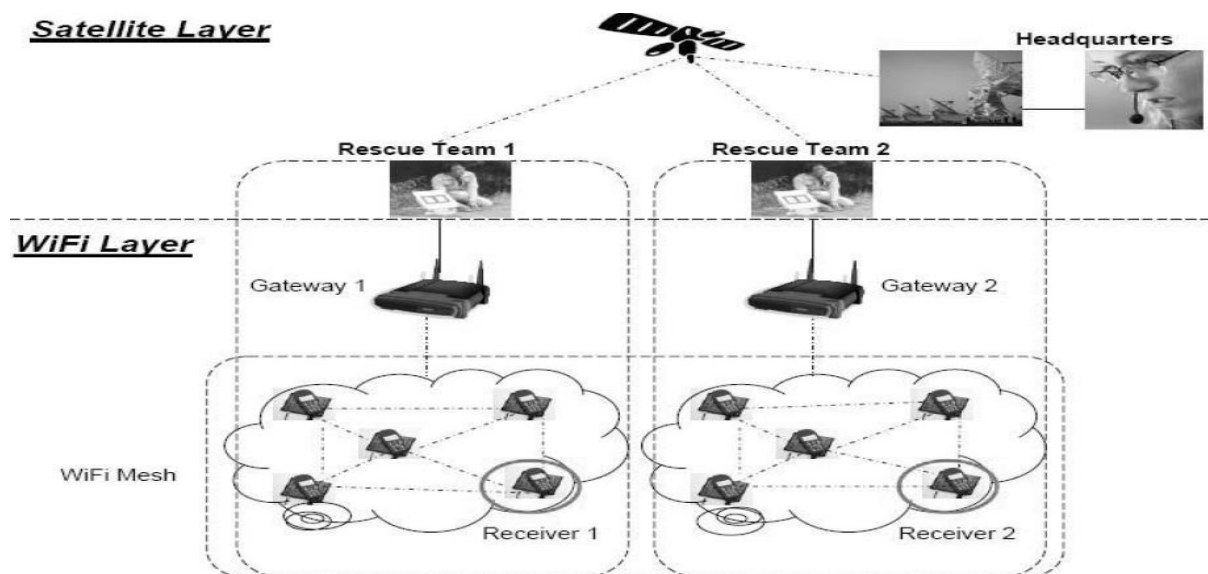 Satellite Layer
Headquarters
Rescue Team 1
Rescue Team 2
WiFi Layer
Gateway 1
Gateway 2
WiFi Mesh
Receiver 1
Receiver 2